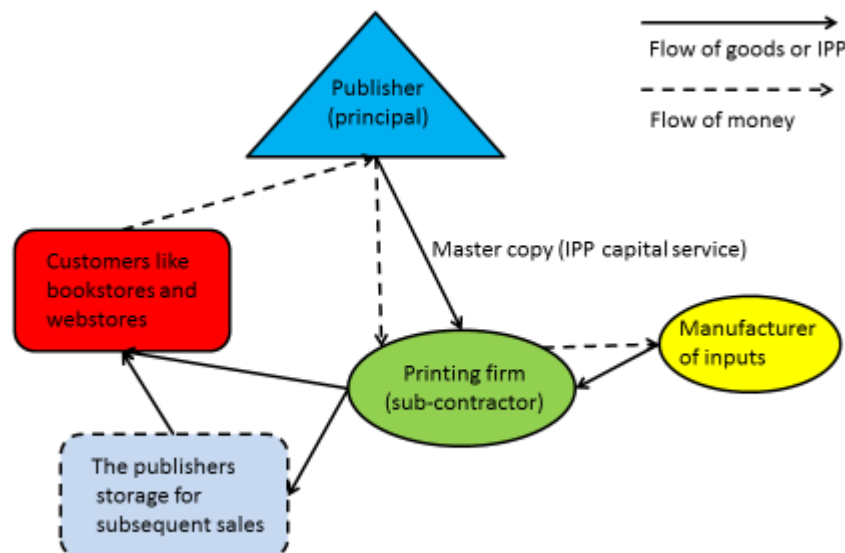 Publisher
(principal)
Flow of goods or IPP
Flow of money
Master copy (IPP capital service)
Customers like
bookstores and
webstores
Manufacturer
of inputs
Printing firm
(sub-contractor)
The publishers
storage for
subsequent sales